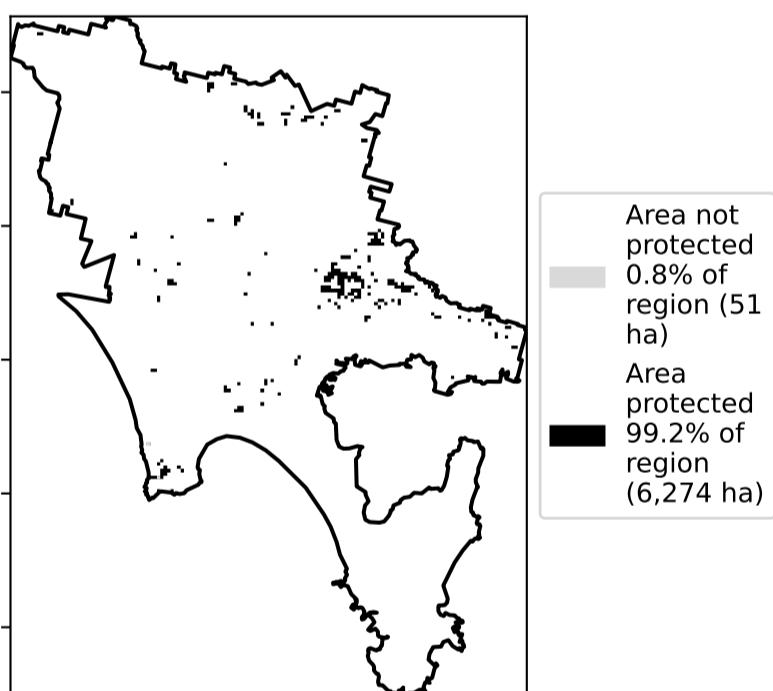 Area not
protected
0.8% of
region (51
ha)
Area
protected
99.2% of
region
(6,274 ha)